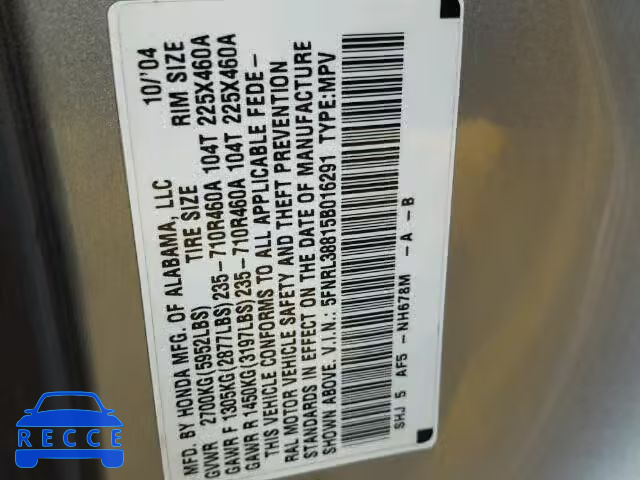 MFD. BY HONDA MFG. OF ALABAMA, LLC 10/'04
GVWR 2700KG(5952LBS) TIRE SIZE RIM SIZE
GAWR F 1305KG(2877LBS)235-710R460A 104T 225X460A
GAWR R 1450KG(3197LBS)235-710R460A 104T 225X460A
THIS VEHICLE CONFORMS TO ALL APPLICABLE FEDE-
RAL MOTOR VEHICLE SAFETY AND THEFT PREVENTION
STANDARDS IN EFFECT ON THE DATE OF MANUFACTURE
SHOWN ABOVE. V.I.N.: 5FNRL38815B016291 TYPE:MPV
SHJ 5 AF5 -NH678M -A -B
RECCE